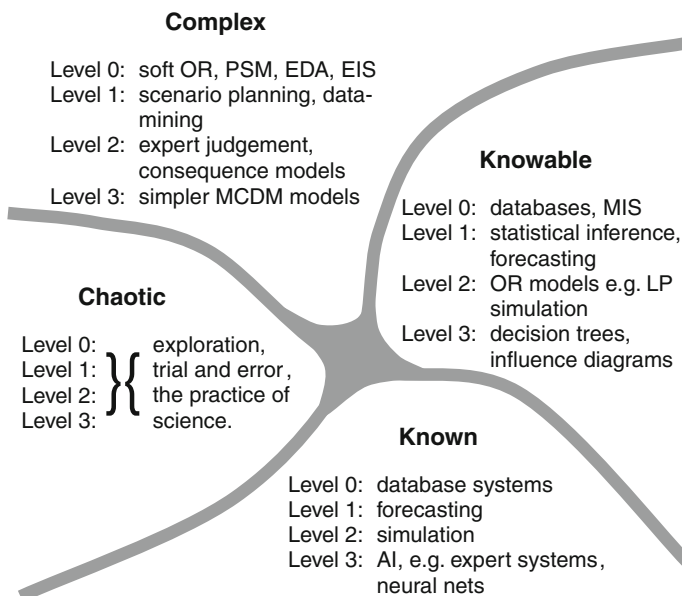 Complex
Level 0: soft OR, PSM, EDA, EIS
Level 1: scenario planning, data-
mining
Level 2: expert judgement,
consequence models
Level 3: simpler MCDM models
Knowable
Level 0: databases, MIS
Level 1: statistical inference,
forecasting
Level 2: OR models e.g. LP
simulation
Level 3: decision trees,
influence diagrams
Chaotic
Level 0: exploration,
Level 1: trial and error,
Level 2: the practice of
Level 3: science.
Known
Level 0: database systems
Level 1: forecasting
Level 2: simulation
Level 3: AI, e.g. expert systems,
neural nets